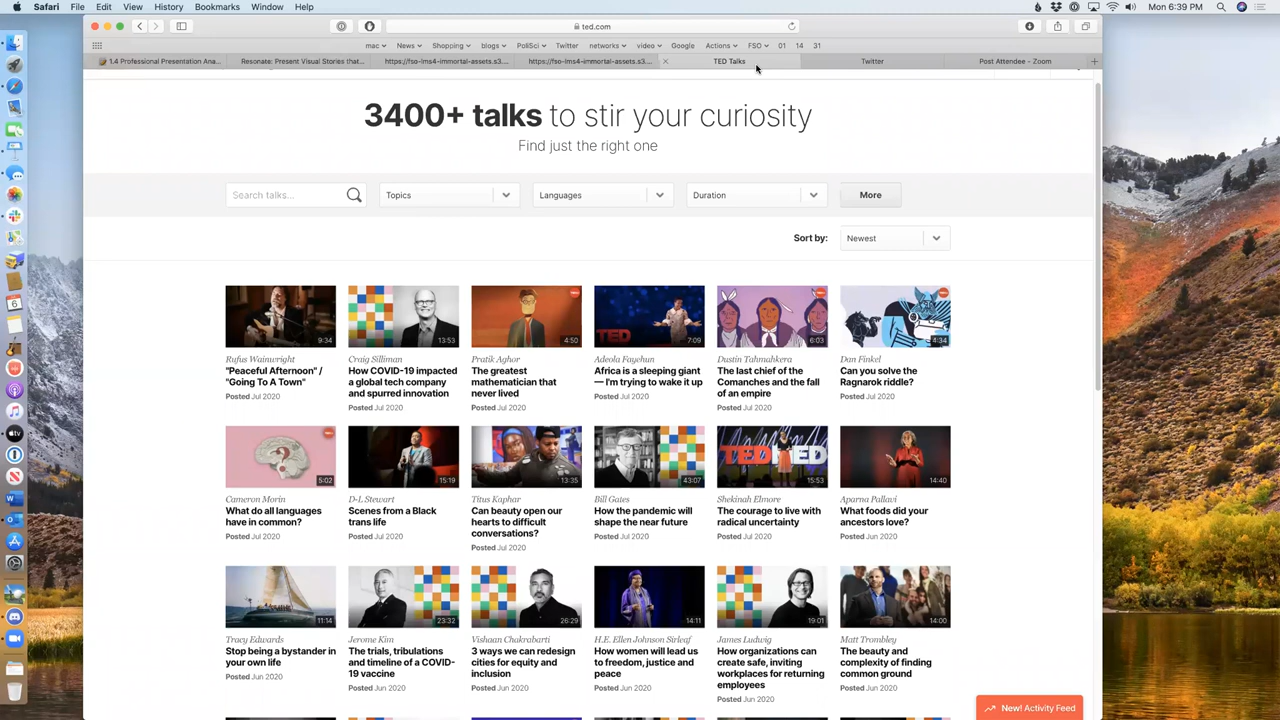 Safari File Edit View History Bookmarks Window Help Mon 6:39 PM
ted.com
mac News Shopping blogs PoliSci Twitter networks video Google Actions FSO 01 14 31
1.4 Professional Presentation Ana... Resonate: Present Visual Stories that... https://fso-lms4-immortal-assets.s3.... https://fso-lms4-immortal-assets.s3.... TED Talks Twitter Post Attendee - Zoom
3400+ talks to stir your curiosity
Find just the right one
Search talks... Topics Languages Duration More
Sort by: Newest
9:34 13:53 4:50 TED 7:09 6:03 4:34
Rufus Wainwright Craig Silliman Pratik Aghor Adeola Fayehun Dustin Tahmahkera Dan Finkel
"Peaceful Afternoon" / How COVID-19 impacted The greatest Africa is a sleeping giant The last chief of the Can you solve the
"Going To A Town" a global tech company mathematician that — I'm trying to wake it up Comanches and the fall Ragnarok riddle?
Posted Jul 2020 and spurred innovation never lived Posted Jul 2020 of an empire Posted Jul 2020
Posted Jul 2020 Posted Jul 2020 Posted Jul 2020
5:02 15:19 13:35 43:07 15:53 14:40
Cameron Morin D-L Stewart Titus Kaphar Bill Gates Shekinah Elmore Aparna Pallavi
What do all languages Scenes from a Black Can beauty open our How the pandemic will The courage to live with What foods did your
have in common? trans life hearts to difficult shape the near future radical uncertainty ancestors love?
Posted Jul 2020 Posted Jul 2020 conversations? Posted Jul 2020 Posted Jul 2020 Posted Jun 2020
Posted Jul 2020
11:14 23:32 26:29 14:11 19:01 14:00
Tracy Edwards Jerome Kim Vishaan Chakrabarti H.E. Ellen Johnson Sirleaf James Ludwig Matt Trombley
Stop being a bystander in The trials, tribulations 3 ways we can redesign How women will lead us How organizations can The beauty and
your own life and timeline of a COVID- cities for equity and to freedom, justice and create safe, inviting complexity of finding
Posted Jun 2020 19 vaccine inclusion peace workplaces for returning common ground
Posted Jun 2020 Posted Jun 2020 Posted Jun 2020 employees Posted Jun 2020
Posted Jun 2020
New! Activity Feed